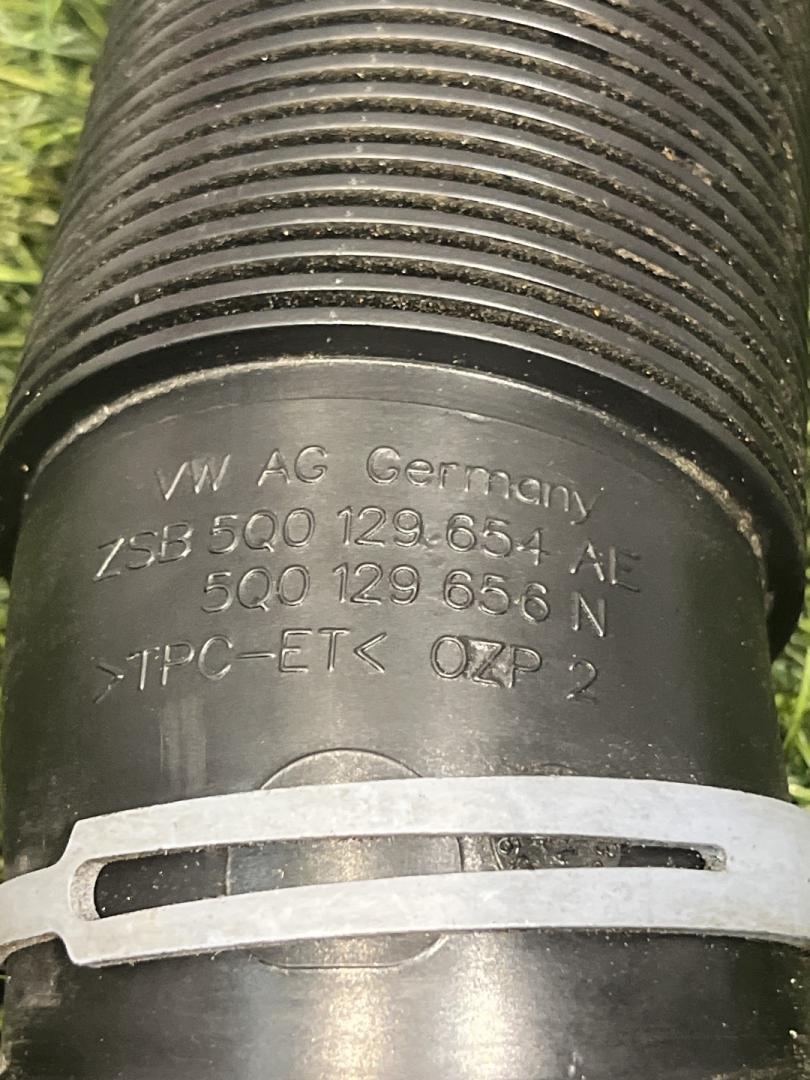 VW AG Germany
ZSB 5Q0 129 654 AE
5Q0 129 656 N
>TPC-ET< OZP 2